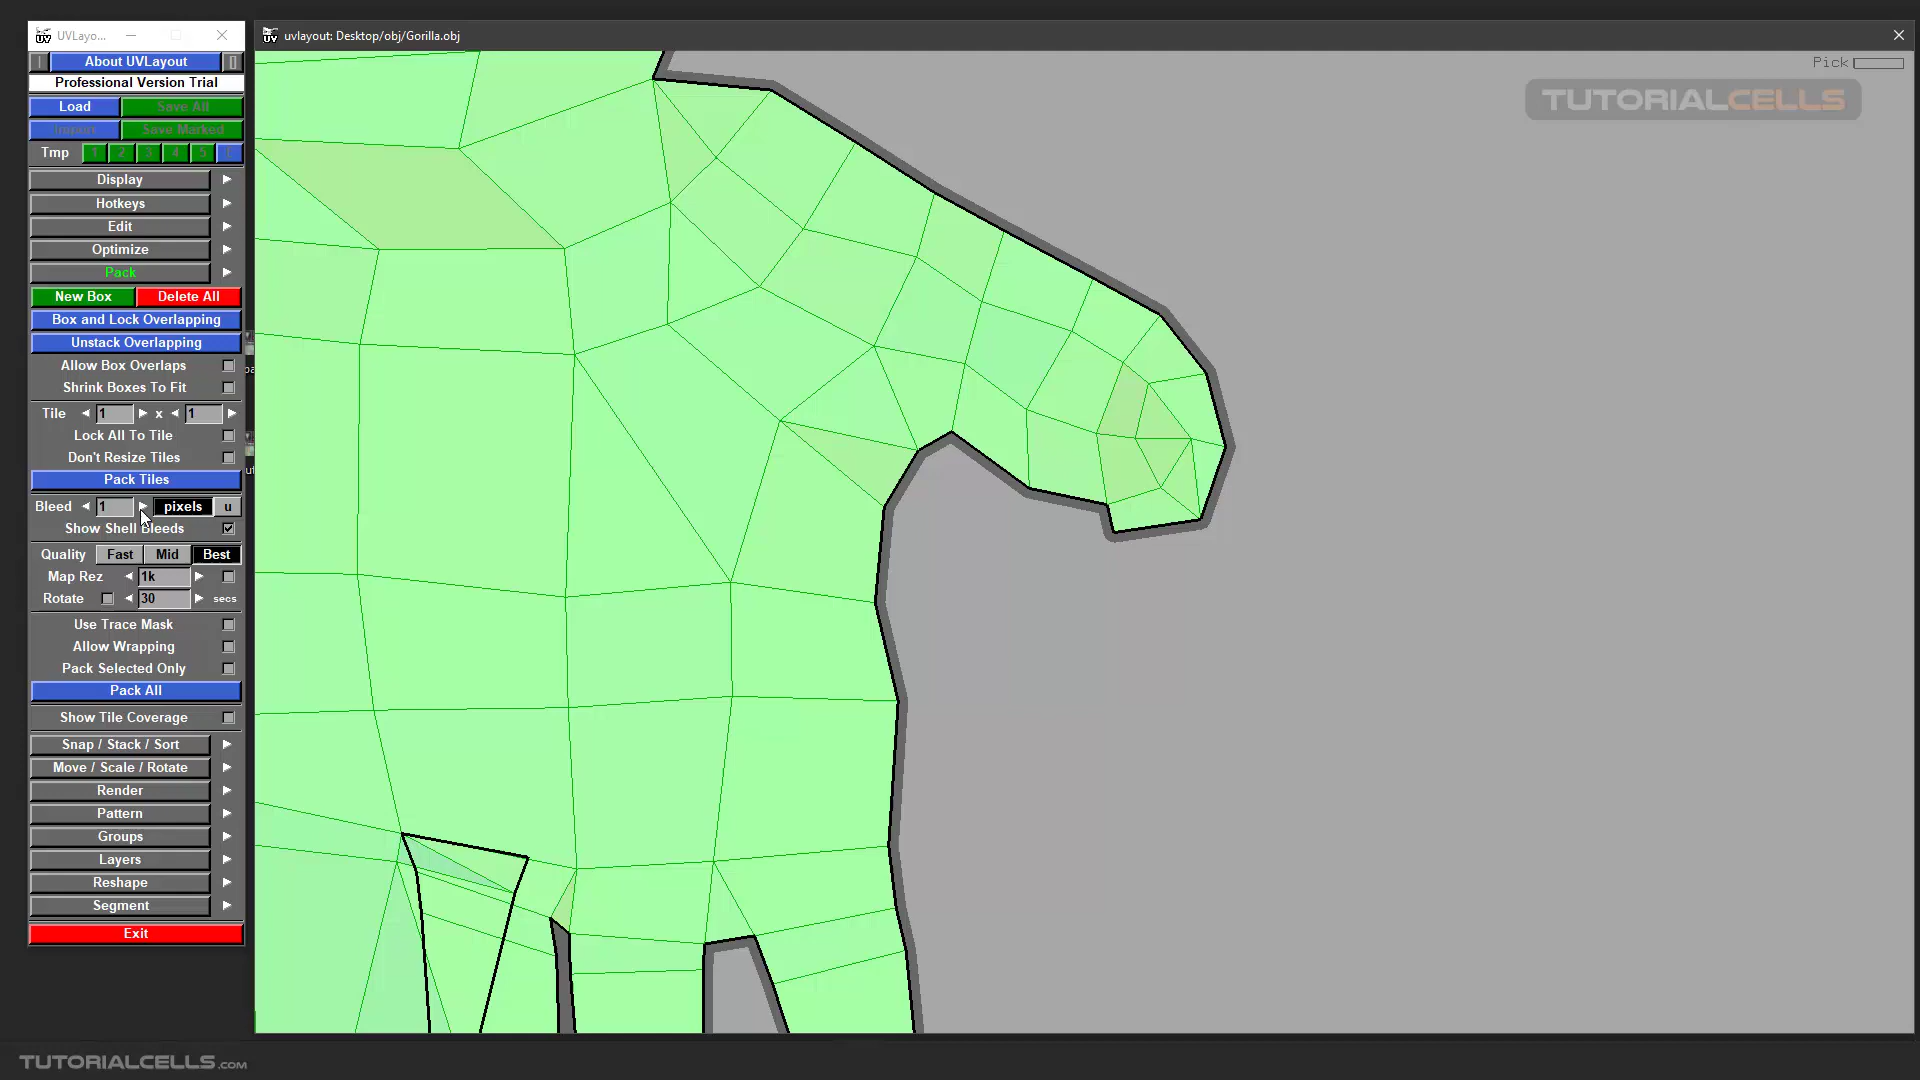 UVLayo...
uvlayout: Desktop/obj/Gorilla.obj
About UVLayout
Professional Version Trial
Pick
TUTORIALCELLS
Load
Save All
Save Marked
Tmp 1 2 3 4 5
Display
Hotkeys
Edit
Optimize
Pack
New Box Delete All
Box and Lock Overlapping
Unstack Overlapping
Allow Box Overlaps
Shrink Boxes To Fit
Tile 1 x 1
Lock All To Tile
Don't Resize Tiles
Pack Tiles
Bleed 1 pixels u
Show Shell Bleeds
Quality Fast Mid Best
Map Rez 1k
Rotate 30 secs
Use Trace Mask
Allow Wrapping
Pack Selected Only
Pack All
Show Tile Coverage
Snap / Stack / Sort
Move / Scale / Rotate
Render
Pattern
Groups
Layers
Reshape
Segment
Exit
TUTORIALCELLS.COM